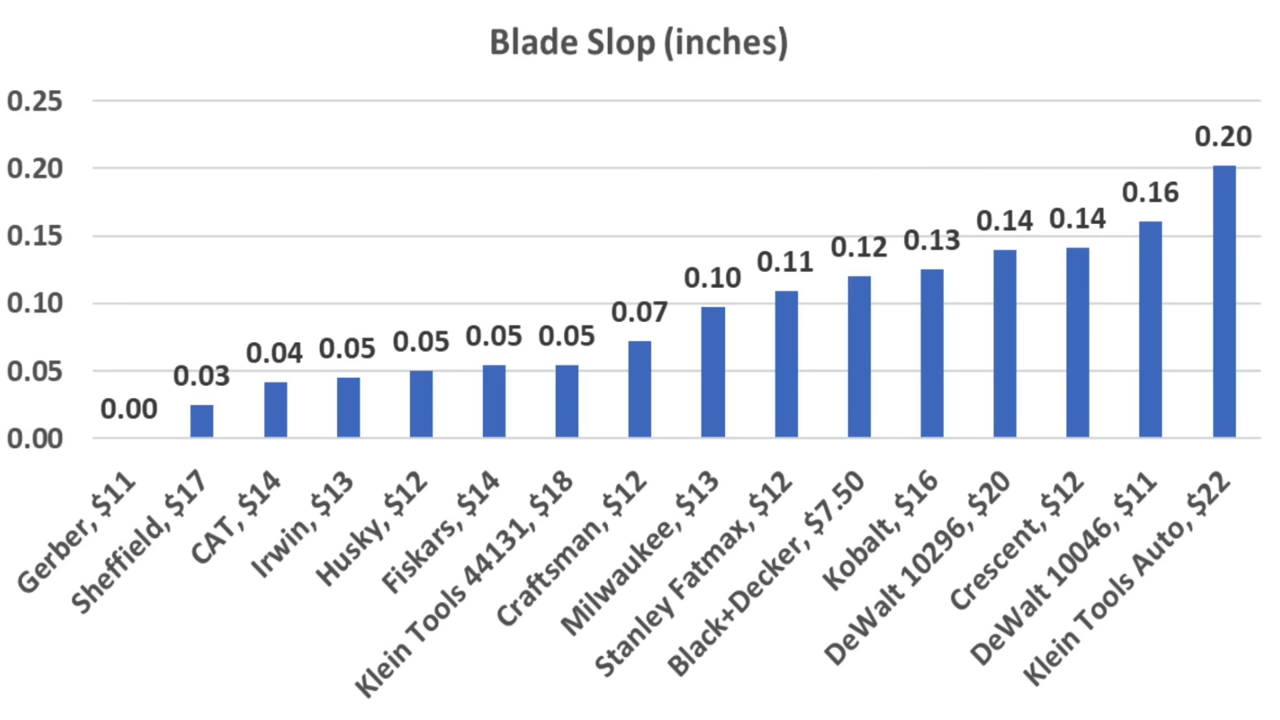 Blade Slop (inches)
0.25
0.20
0.15
0.10
0.05
0.00
0.00
0.03
0.04
0.05
0.05
0.05
0.05
0.07
0.10
0.11
0.12
0.13
0.14
0.14
0.16
0.20
Gerber, $11
Sheffield, $17
CAT, $14
Irwin, $13
Husky, $12
Fiskars, $14
Klein Tools 44131, $18
Craftsman, $12
Milwaukee, $13
Stanley Fatmax, $12
Black+Decker, $7.50
Kobalt, $16
DeWalt 10296, $20
Crescent, $12
DeWalt 10046, $11
Klein Tools Auto, $22